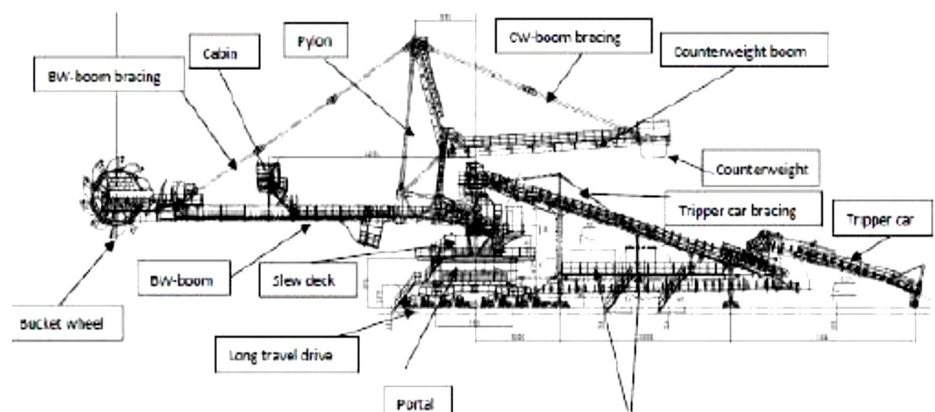 CW-boom bracing
Pylon
Cabin
Counterweight boom
BW-boom bracing
Counterweight
Tripper car bracing
Tripper car
BW-boom
Slew deck
Bucket wheel
Long travel drive
Portal